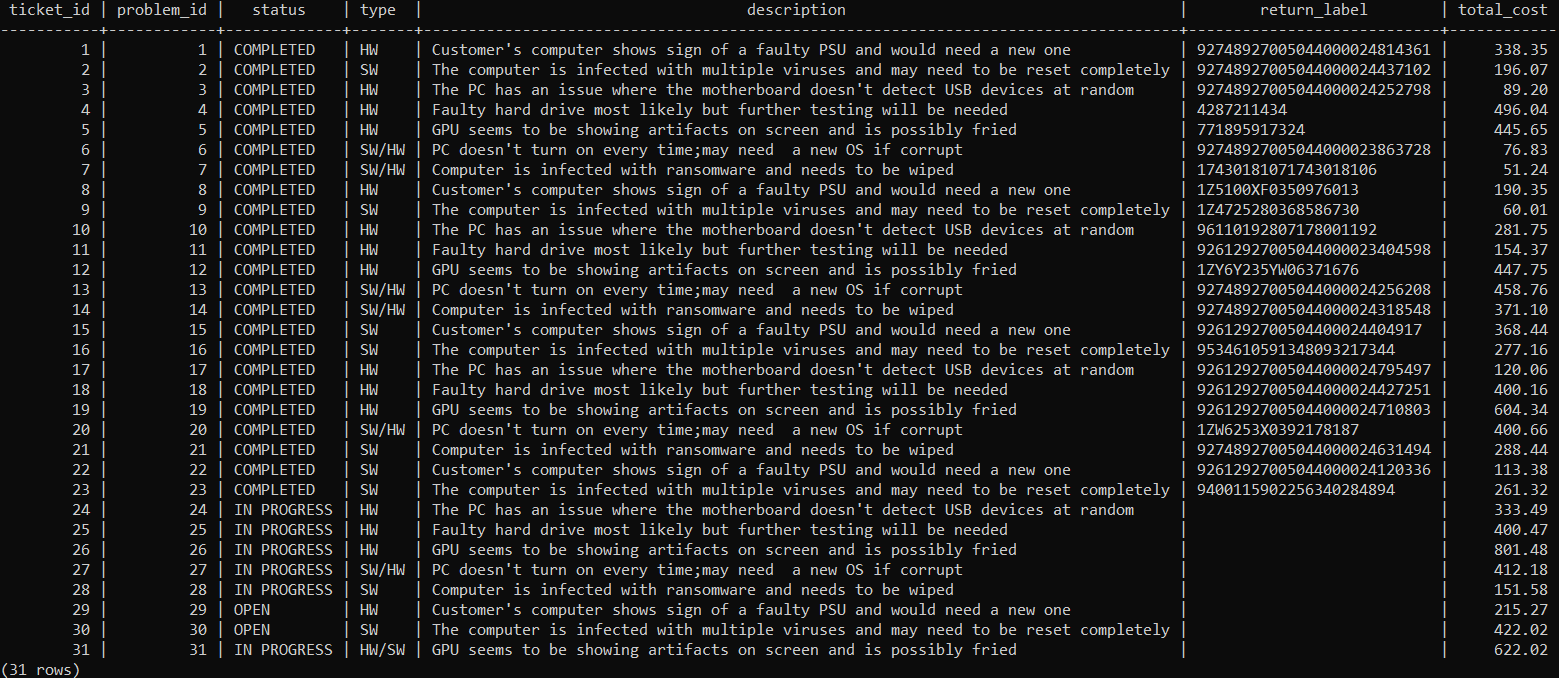 ticket_id | problem_id | status | type | description | return_label | total_cost
-----------+------------+-------------+-------+---------------------------------------------------------------------------------+----------------------------+------------
1 | 1 | COMPLETED | HW | Customer's computer shows sign of a faulty PSU and would need a new one | 92748927005044000024814361 | 338.35
2 | 2 | COMPLETED | SW | The computer is infected with multiple viruses and may need to be reset completely | 92748927005044000024437102 | 196.07
3 | 3 | COMPLETED | HW | The PC has an issue where the motherboard doesn't detect USB devices at random | 92748927005044000024252798 | 89.20
4 | 4 | COMPLETED | HW | Faulty hard drive most likely but further testing will be needed | 4287211434 | 496.04
5 | 5 | COMPLETED | HW | GPU seems to be showing artifacts on screen and is possibly fried | 771895917324 | 445.65
6 | 6 | COMPLETED | SW/HW | PC doesn't turn on every time;may need  a new OS if corrupt | 92748927005044000023863728 | 76.83
7 | 7 | COMPLETED | SW/HW | Computer is infected with ransomware and needs to be wiped | 17430181071743018106 | 51.24
8 | 8 | COMPLETED | HW | Customer's computer shows sign of a faulty PSU and would need a new one | 1Z5100XF0350976013 | 190.35
9 | 9 | COMPLETED | SW | The computer is infected with multiple viruses and may need to be reset completely | 1Z4725280368586730 | 60.01
10 | 10 | COMPLETED | HW | The PC has an issue where the motherboard doesn't detect USB devices at random | 96110192807178001192 | 281.75
11 | 11 | COMPLETED | HW | Faulty hard drive most likely but further testing will be needed | 92612927005044000023404598 | 154.37
12 | 12 | COMPLETED | HW | GPU seems to be showing artifacts on screen and is possibly fried | 1ZY6Y235YW06371676 | 447.75
13 | 13 | COMPLETED | SW/HW | PC doesn't turn on every time;may need  a new OS if corrupt | 92748927005044000024256208 | 458.76
14 | 14 | COMPLETED | SW/HW | Computer is infected with ransomware and needs to be wiped | 92748927005044000024318548 | 371.10
15 | 15 | COMPLETED | SW | Customer's computer shows sign of a faulty PSU and would need a new one | 9261292700504400024404917 | 368.44
16 | 16 | COMPLETED | SW | The computer is infected with multiple viruses and may need to be reset completely | 9534610591348093217344 | 277.16
17 | 17 | COMPLETED | HW | The PC has an issue where the motherboard doesn't detect USB devices at random | 92612927005044000024795497 | 120.06
18 | 18 | COMPLETED | HW | Faulty hard drive most likely but further testing will be needed | 92612927005044000024427251 | 400.16
19 | 19 | COMPLETED | HW | GPU seems to be showing artifacts on screen and is possibly fried | 92612927005044000024710803 | 604.34
20 | 20 | COMPLETED | SW/HW | PC doesn't turn on every time;may need  a new OS if corrupt | 1ZW6253X0392178187 | 400.66
21 | 21 | COMPLETED | SW | Computer is infected with ransomware and needs to be wiped | 92748927005044000024631494 | 288.44
22 | 22 | COMPLETED | SW | Customer's computer shows sign of a faulty PSU and would need a new one | 92612927005044000024120336 | 113.38
23 | 23 | COMPLETED | SW | The computer is infected with multiple viruses and may need to be reset completely | 9400115902256340284894 | 261.32
24 | 24 | IN PROGRESS | HW | The PC has an issue where the motherboard doesn't detect USB devices at random | | 333.49
25 | 25 | IN PROGRESS | HW | Faulty hard drive most likely but further testing will be needed | | 400.47
26 | 26 | IN PROGRESS | HW | GPU seems to be showing artifacts on screen and is possibly fried | | 801.48
27 | 27 | IN PROGRESS | SW/HW | PC doesn't turn on every time;may need  a new OS if corrupt | | 412.18
28 | 28 | IN PROGRESS | SW | Computer is infected with ransomware and needs to be wiped | | 151.58
29 | 29 | OPEN | HW | Customer's computer shows sign of a faulty PSU and would need a new one | | 215.27
30 | 30 | OPEN | SW | The computer is infected with multiple viruses and may need to be reset completely | | 422.02
31 | 31 | IN PROGRESS | HW/SW | GPU seems to be showing artifacts on screen and is possibly fried | | 622.02
(31 rows)